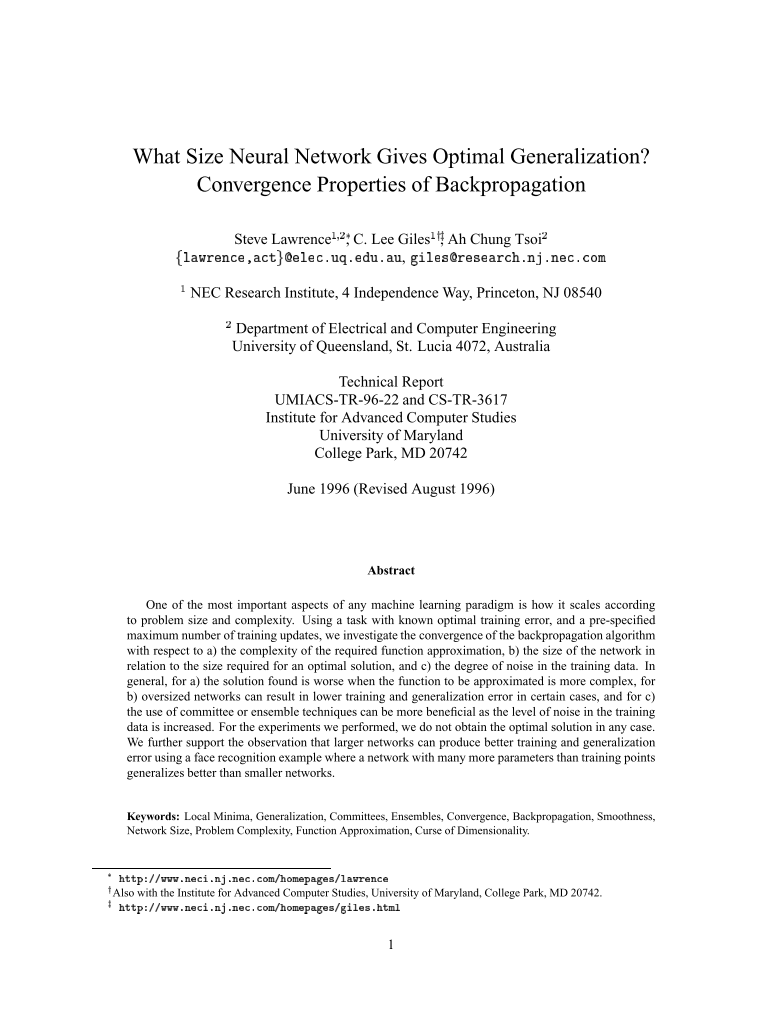 What Size Neural Network Gives Optimal Generalization?
Convergence Properties of Backpropagation
Steve Lawrence1,2*, C. Lee Giles1†‡, Ah Chung Tsoi2
{lawrence,act}@elec.uq.edu.au, giles@research.nj.nec.com
1 NEC Research Institute, 4 Independence Way, Princeton, NJ 08540
2 Department of Electrical and Computer Engineering
University of Queensland, St. Lucia 4072, Australia
Technical Report
UMIACS-TR-96-22 and CS-TR-3617
Institute for Advanced Computer Studies
University of Maryland
College Park, MD 20742
June 1996 (Revised August 1996)
Abstract
One of the most important aspects of any machine learning paradigm is how it scales according
to problem size and complexity. Using a task with known optimal training error, and a pre-specified
maximum number of training updates, we investigate the convergence of the backpropagation algorithm
with respect to a) the complexity of the required function approximation, b) the size of the network in
relation to the size required for an optimal solution, and c) the degree of noise in the training data. In
general, for a) the solution found is worse when the function to be approximated is more complex, for
b) oversized networks can result in lower training and generalization error in certain cases, and for c)
the use of committee or ensemble techniques can be more beneficial as the level of noise in the training
data is increased. For the experiments we performed, we do not obtain the optimal solution in any case.
We further support the observation that larger networks can produce better training and generalization
error using a face recognition example where a network with many more parameters than training points
generalizes better than smaller networks.
Keywords: Local Minima, Generalization, Committees, Ensembles, Convergence, Backpropagation, Smoothness,
Network Size, Problem Complexity, Function Approximation, Curse of Dimensionality.
* http://www.neci.nj.nec.com/homepages/lawrence
†Also with the Institute for Advanced Computer Studies, University of Maryland, College Park, MD 20742.
‡ http://www.neci.nj.nec.com/homepages/giles.html
1